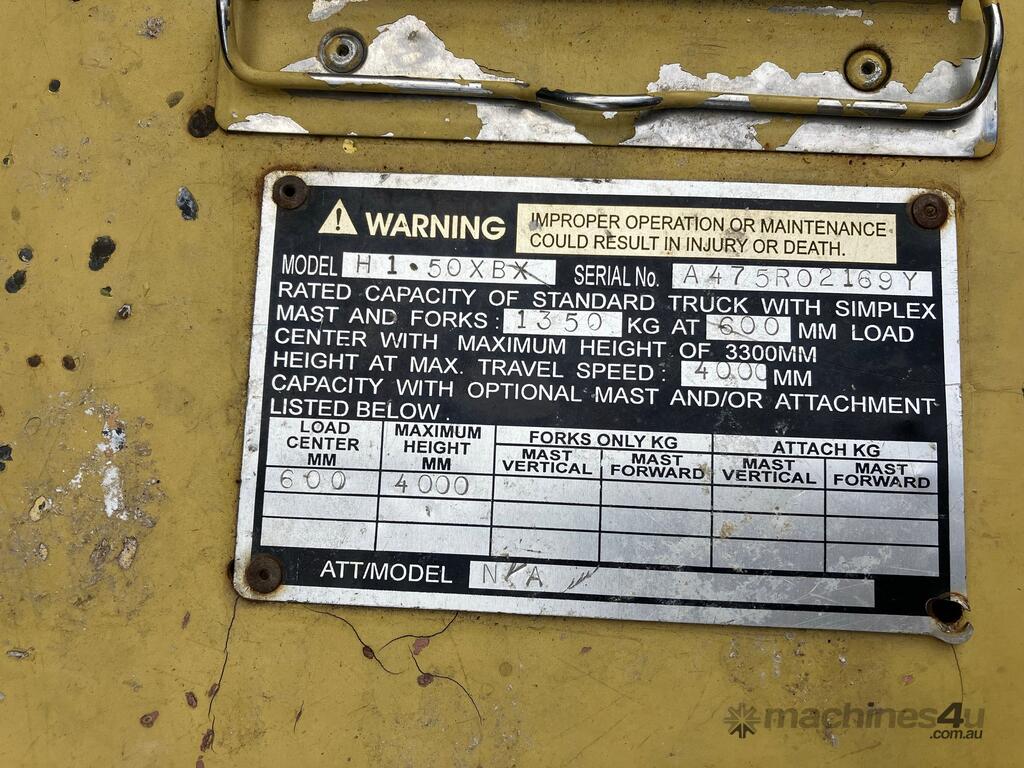 WARNING
IMPROPER OPERATION OR MAINTENANCE
COULD RESULT IN INJURY OR DEATH.
MODEL H1.50XBX SERIAL No. A475R02169Y
RATED CAPACITY OF STANDARD TRUCK WITH SIMPLEX
MAST AND FORKS: 1350 KG AT 600 MM LOAD
CENTER WITH MAXIMUM HEIGHT OF 3300MM
HEIGHT AT MAX. TRAVEL SPEED: 4000 MM
CAPACITY WITH OPTIONAL MAST AND/OR ATTACHMENT
LISTED BELOW.
LOAD CENTER MM
MAXIMUM HEIGHT MM
FORKS ONLY KG
ATTACH KG
MAST VERTICAL
MAST FORWARD
MAST VERTICAL
MAST FORWARD
600 4000
ATT/MODEL N/A
machines4u
.com.au